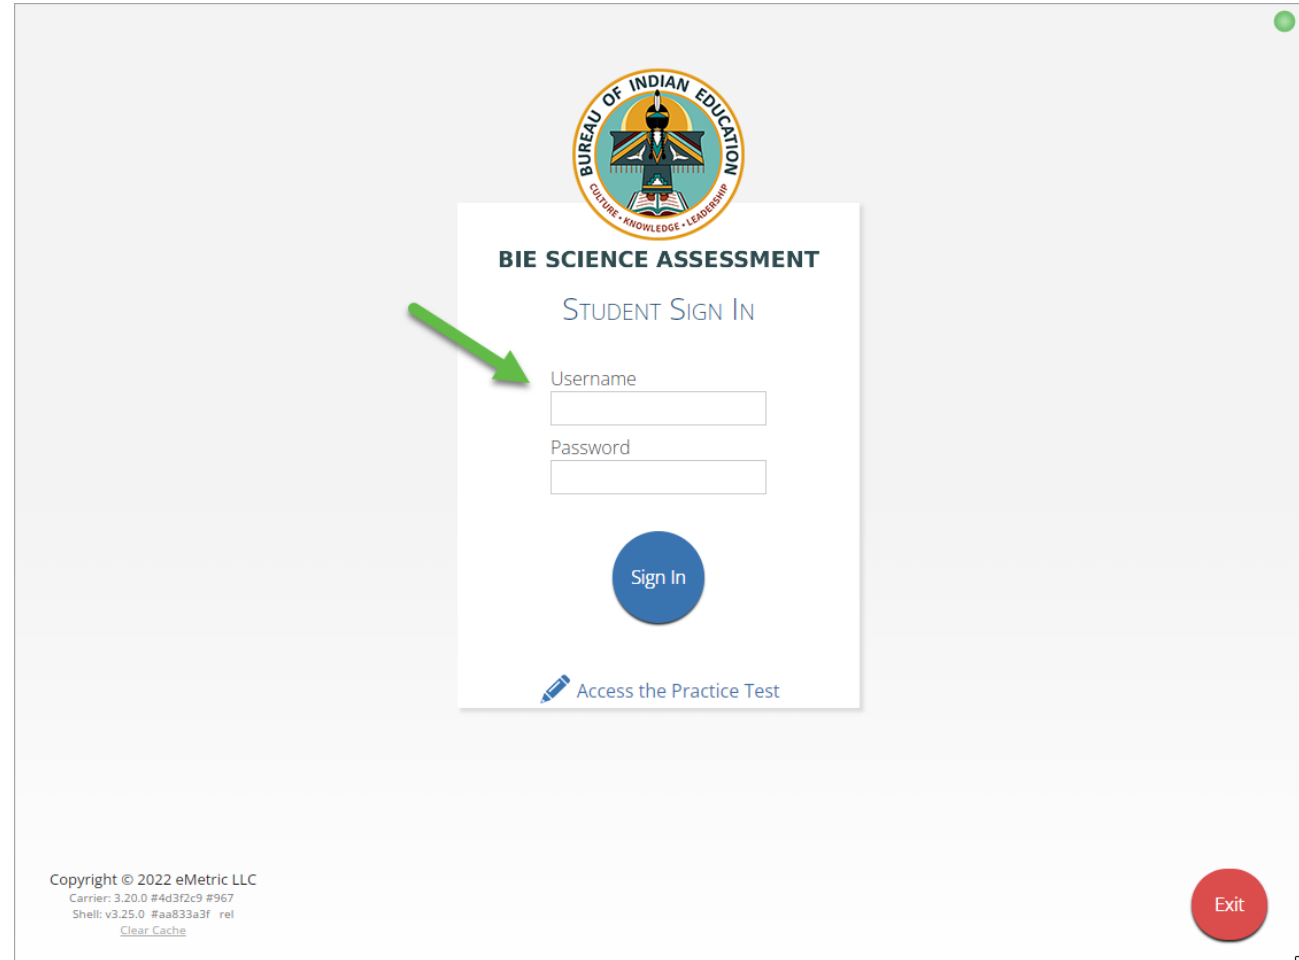 BUREAU OF INDIAN EDUCATION
CULTURE • KNOWLEDGE • LEADERSHIP
BIE SCIENCE ASSESSMENT
STUDENT SIGN IN
Username
Password
Sign In
Access the Practice Test
Copyright © 2022 eMetric LLC
Carrier: 3.20.0 #4d3f2c9 #967
Shell: v3.25.0 #aa833a3f rel
Clear Cache
Exit